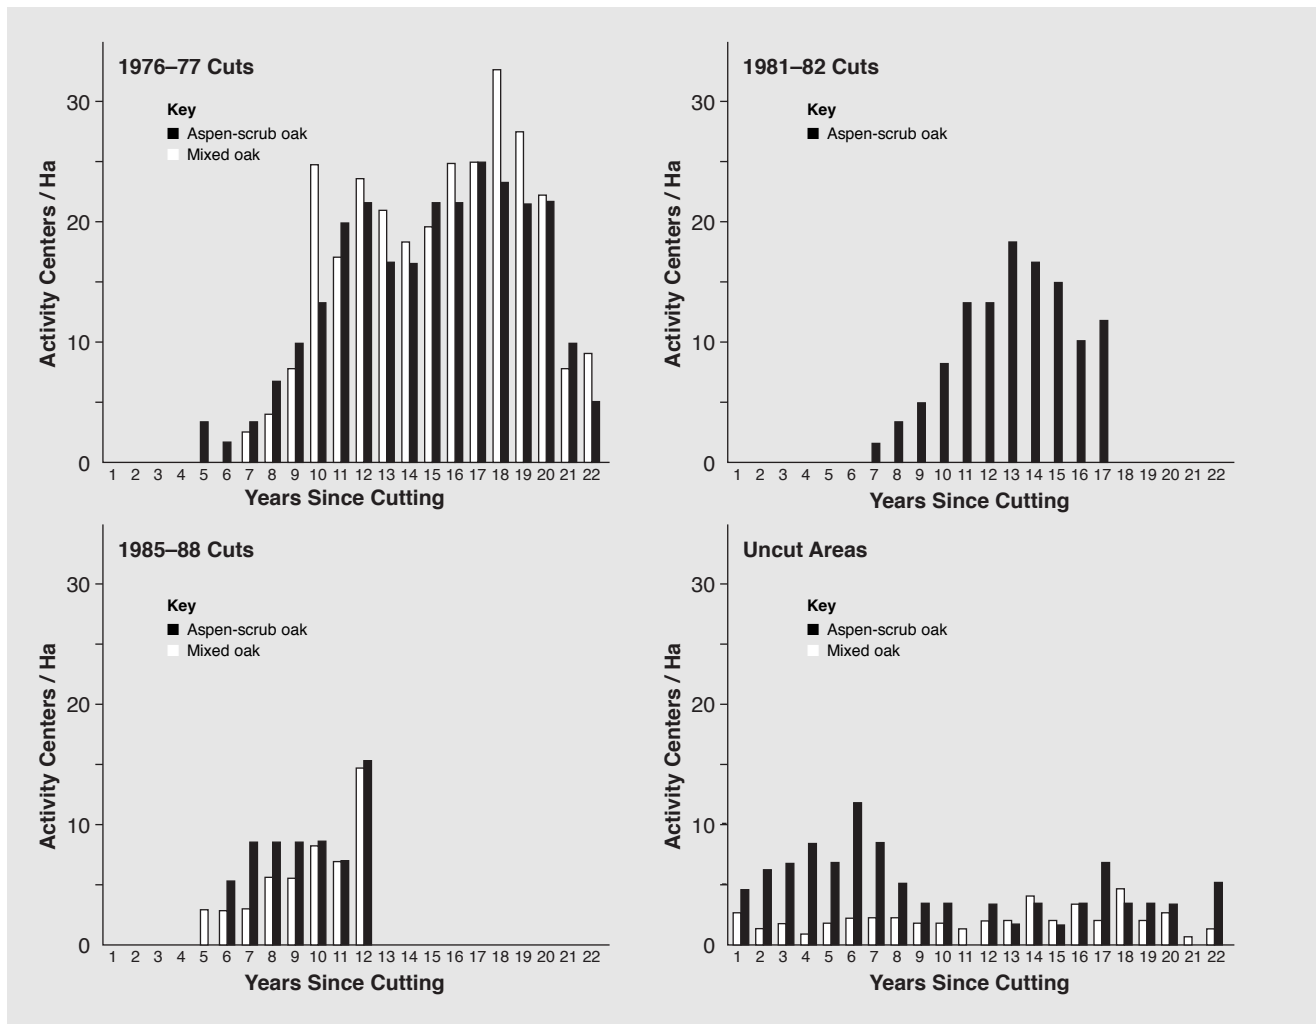 1976–77 Cuts
Key
Aspen-scrub oak
Mixed oak
Activity Centers / Ha
30
20
10
0
1 2 3 4 5 6 7 8 9 10 11 12 13 14 15 16 17 18 19 20 21 22
Years Since Cutting
1981–82 Cuts
Key
Aspen-scrub oak
Activity Centers / Ha
30
20
10
0
1 2 3 4 5 6 7 8 9 10 11 12 13 14 15 16 17 18 19 20 21 22
Years Since Cutting
1985–88 Cuts
Key
Aspen-scrub oak
Mixed oak
Activity Centers / Ha
30
20
10
0
1 2 3 4 5 6 7 8 9 10 11 12 13 14 15 16 17 18 19 20 21 22
Years Since Cutting
Uncut Areas
Key
Aspen-scrub oak
Mixed oak
Activity Centers / Ha
30
20
10
0
1 2 3 4 5 6 7 8 9 10 11 12 13 14 15 16 17 18 19 20 21 22
Years Since Cutting